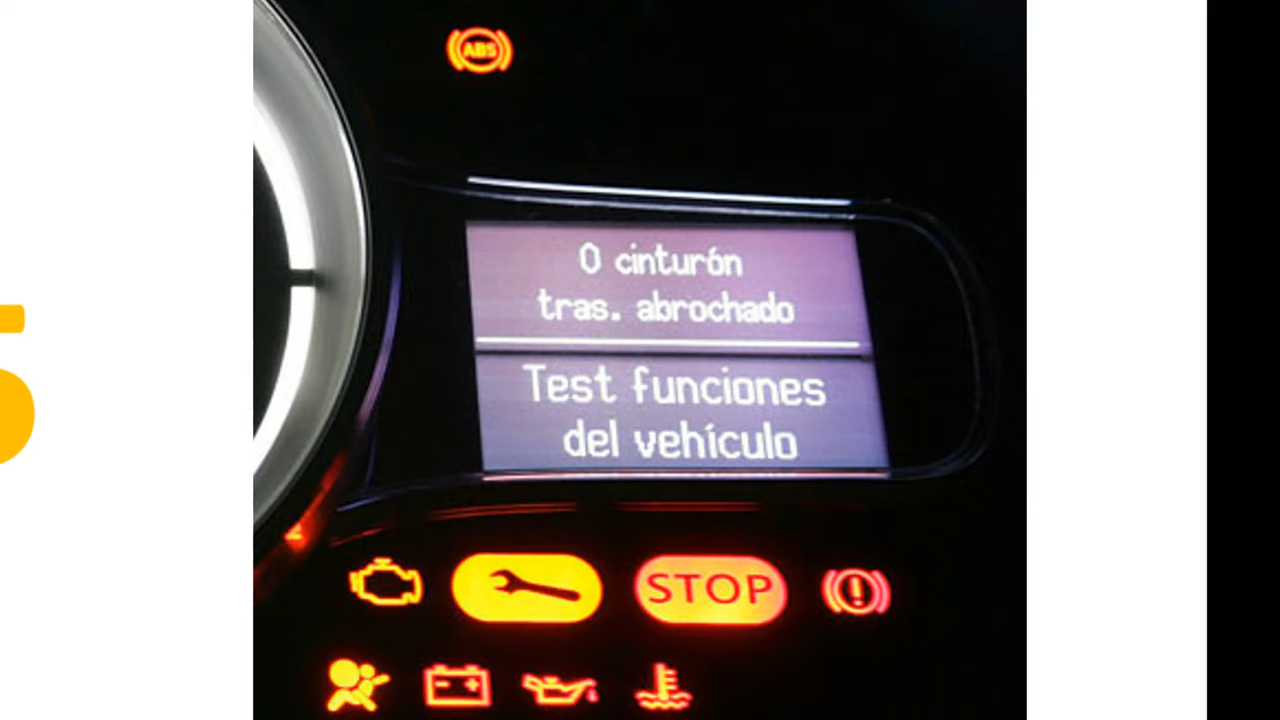 ABS
0 cinturón
tras. abrochado
Test funciones
del vehículo
STOP